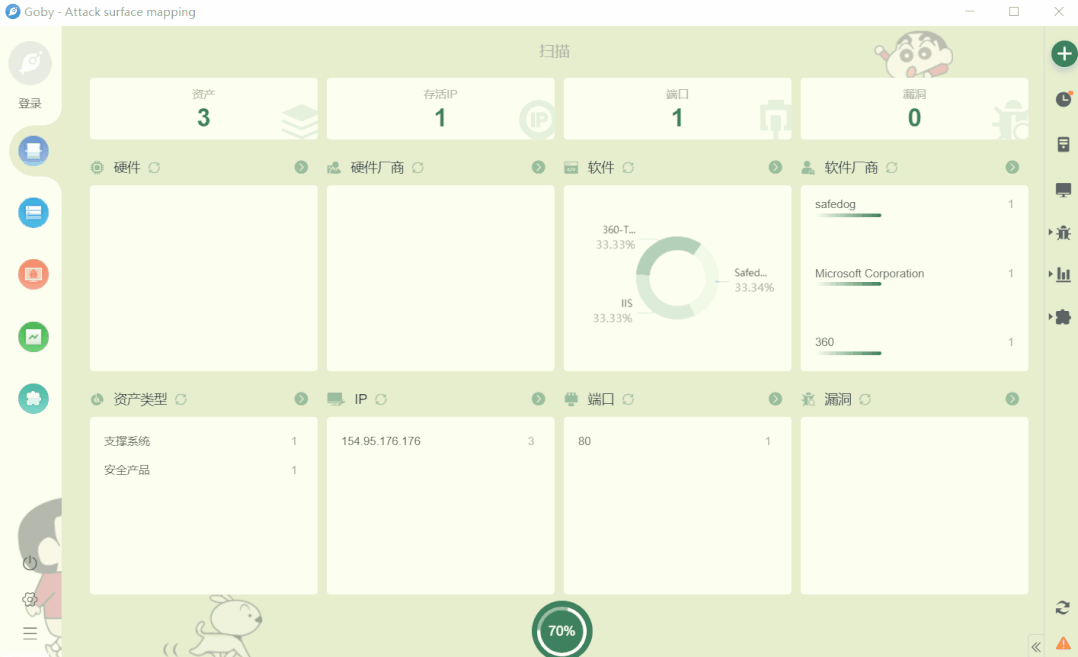 Goby - Attack surface mapping
登录
扫描
资产
3
存活IP
1
IP
端口
1
漏洞
0
硬件
硬件厂商
软件
软件厂商
360-T...
33.33%
Safed...
33.34%
IIS
33.33%
safedog 1
Microsoft Corporation 1
360 1
资产类型
IP
端口
漏洞
支撑系统 1
安全产品 1
154.95.176.176 3
80 1
70%